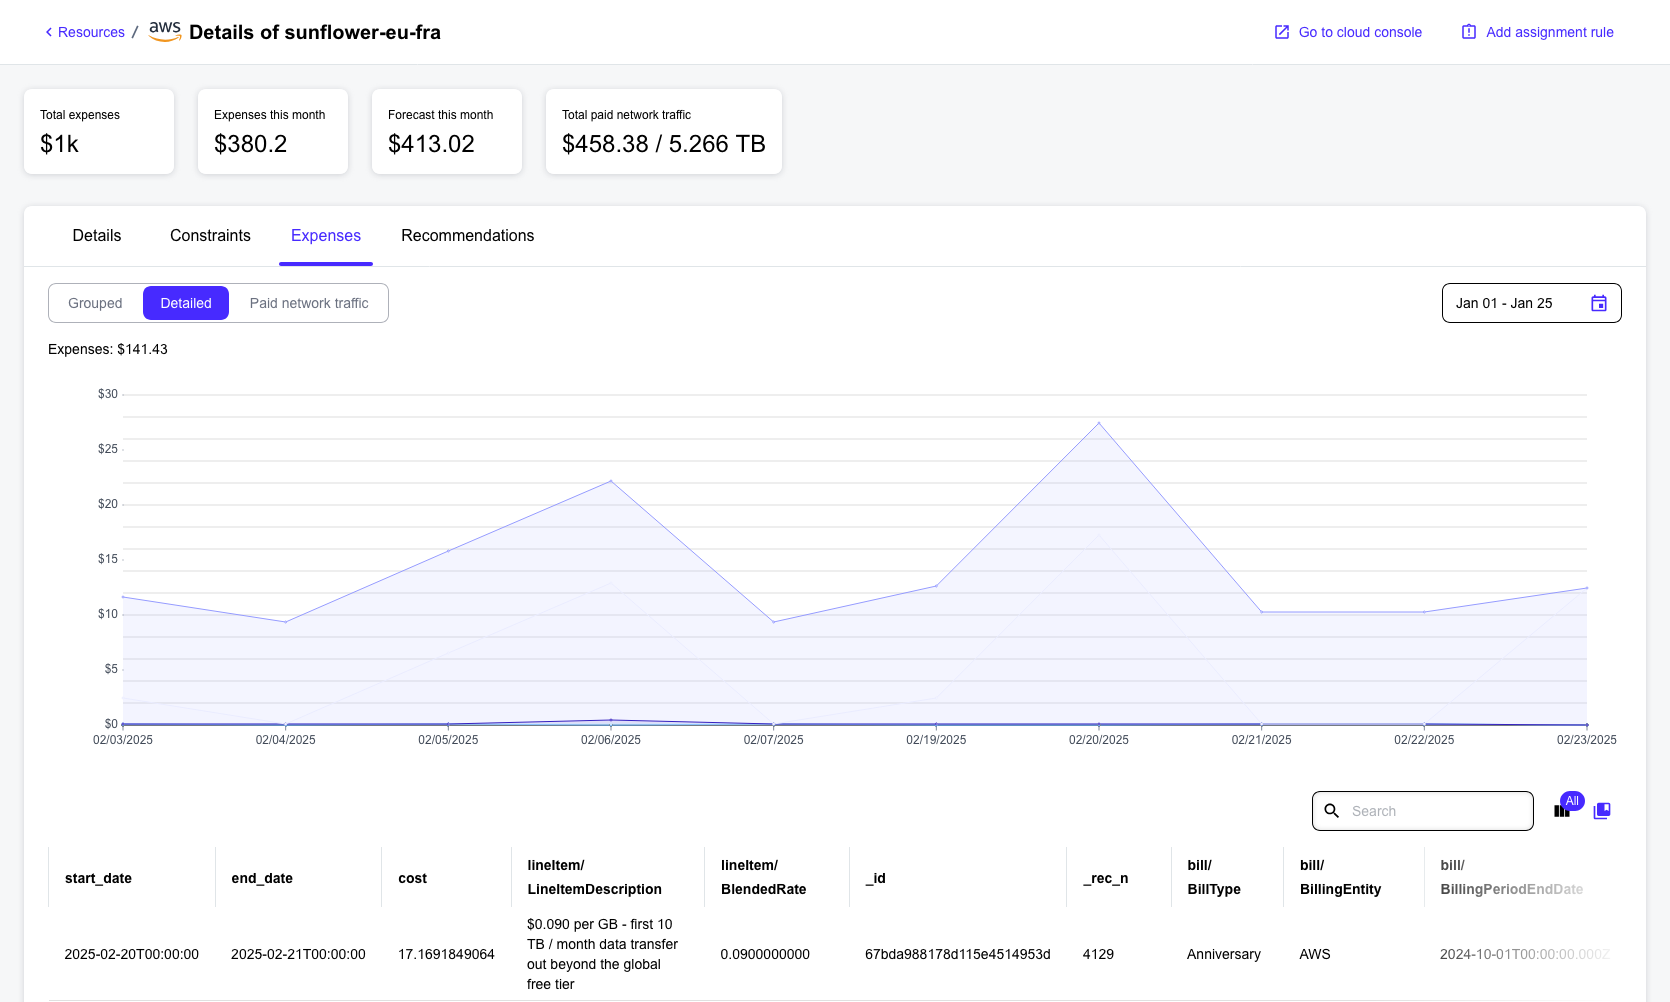 Resources / aws Details of sunflower-eu-fra
Go to cloud console
Add assignment rule
Total expenses
$1k
Expenses this month
$380.2
Forecast this month
$413.02
Total paid network traffic
$458.38 / 5.266 TB
Details
Constraints
Expenses
Recommendations
Grouped
Detailed
Paid network traffic
Jan 01 - Jan 25
Expenses: $141.43
$30
$25
$20
$15
$10
$5
$0
02/03/2025
02/04/2025
02/05/2025
02/06/2025
02/07/2025
02/19/2025
02/20/2025
02/21/2025
02/22/2025
02/23/2025
Search
All
start_date
end_date
cost
lineItem/
LineItemDescription
lineItem/
BlendedRate
_id
_rec_n
bill/
BillType
bill/
BillingEntity
bill/
BillingPeriodEndDate
2025-02-20T00:00:00
2025-02-21T00:00:00
17.1691849064
$0.090 per GB - first 10
TB / month data transfer
out beyond the global
free tier
0.0900000000
67bda988178d115e4514953d
4129
Anniversary
AWS
2024-10-01T00:00:00.000Z